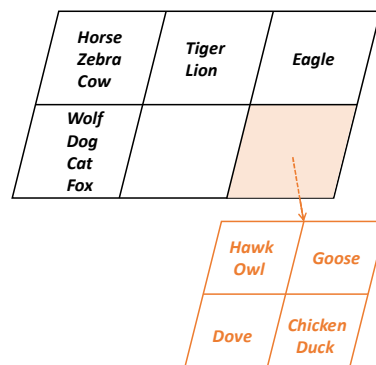 Horse
Zebra
Cow
Tiger
Lion
Eagle
Wolf
Dog
Cat
Fox
Hawk
Owl
Goose
Dove
Chicken
Duck